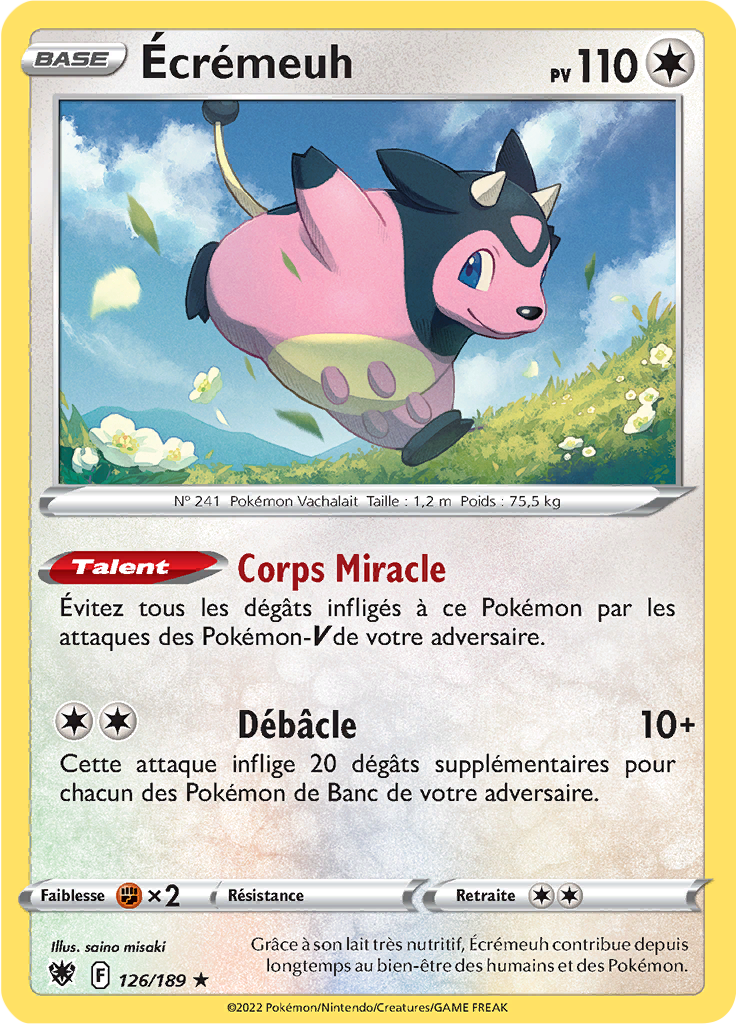 BASE Écrémeuh PV 110
N° 241 Pokémon Vachalait Taille : 1,2 m Poids : 75,5 kg
Talent Corps Miracle
Évitez tous les dégâts infligés à ce Pokémon par les
attaques des Pokémon-V de votre adversaire.
Débâcle 10+
Cette attaque inflige 20 dégâts supplémentaires pour
chacun des Pokémon de Banc de votre adversaire.
Faiblesse ×2 Résistance Retraite
Illus. saino misaki
Grâce à son lait très nutritif, Écrémeuh contribue depuis
longtemps au bien-être des humains et des Pokémon.
F 126/189 ★
©2022 Pokémon/Nintendo/Creatures/GAME FREAK